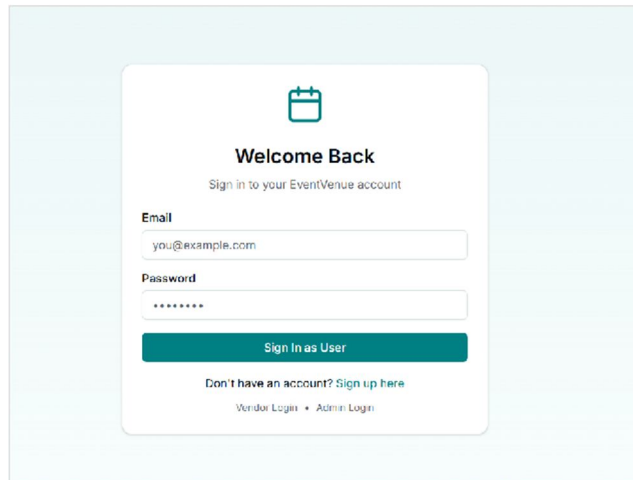 Welcome Back
Sign in to your EventVenue account
Email
you@example.com
Password
••••••••
Sign In as User
Don't have an account? Sign up here
Vendor Login • Admin Login